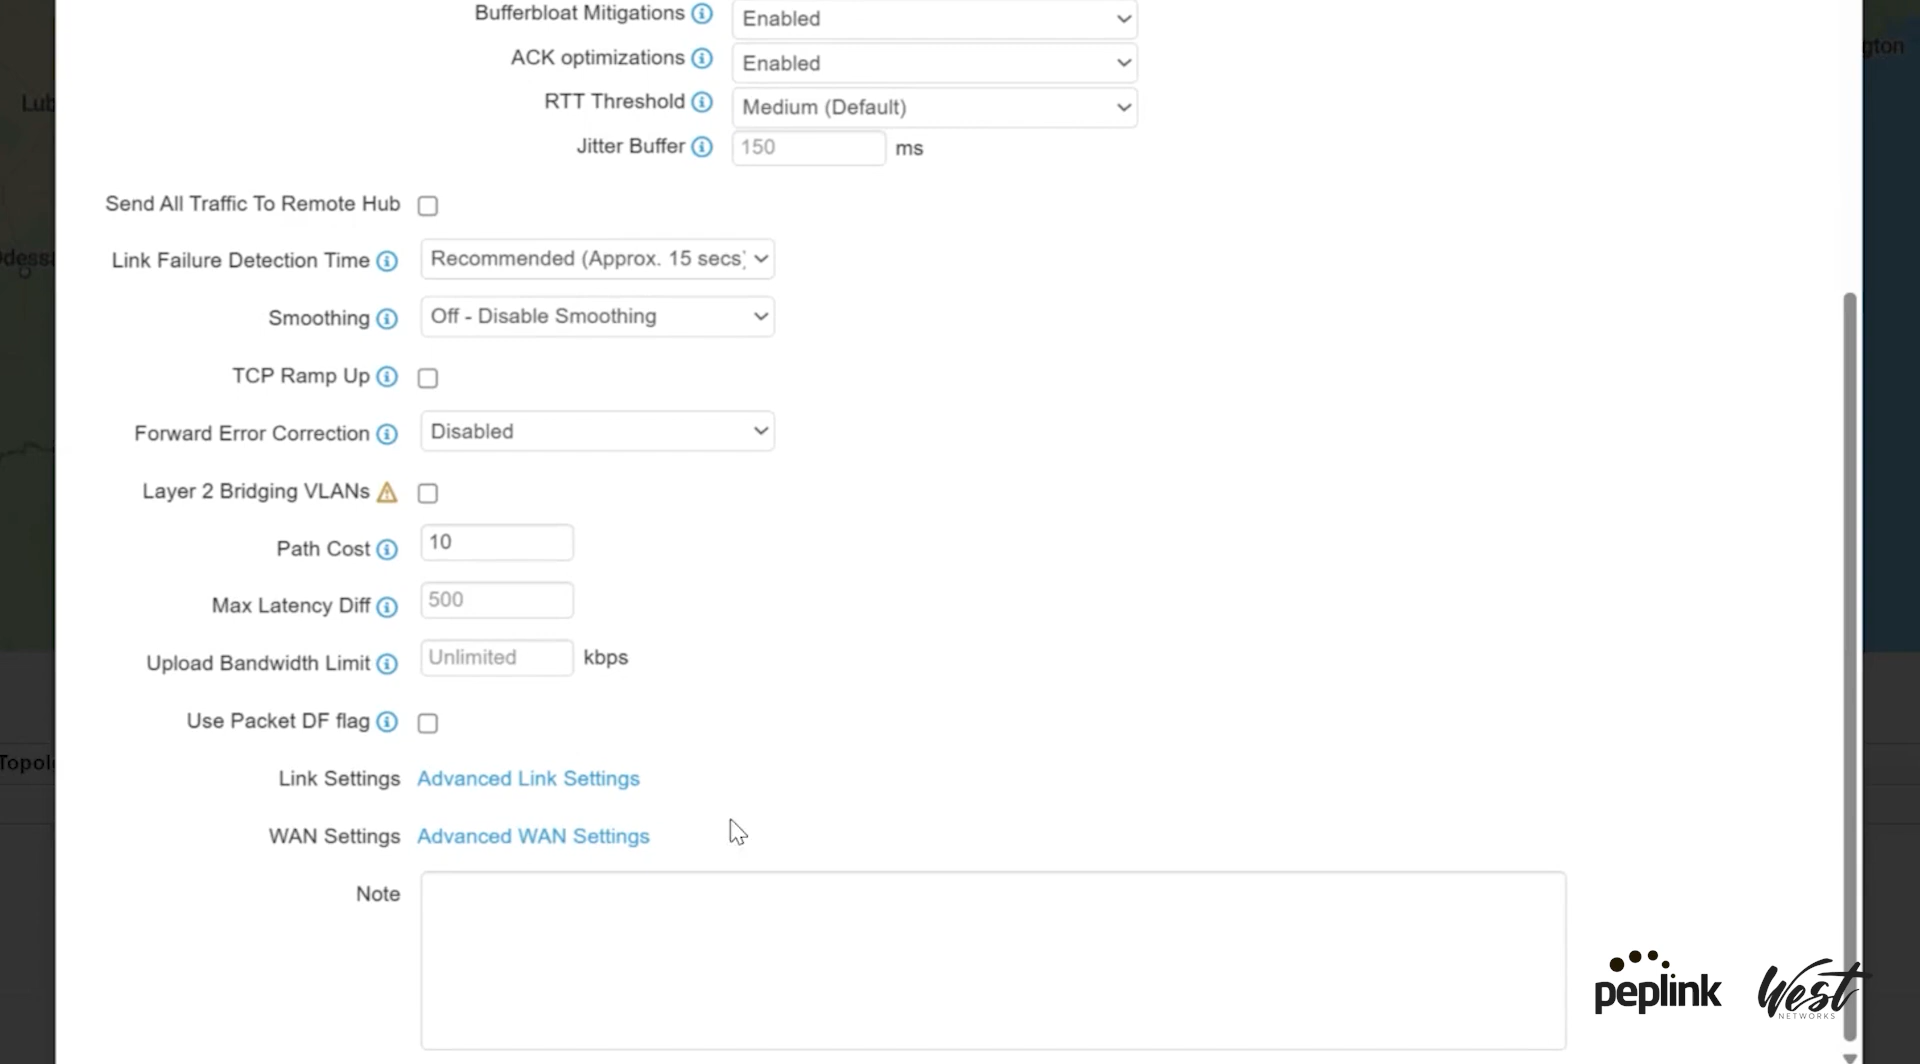 Bufferbloat Mitigations Enabled
ACK optimizations Enabled
RTT Threshold Medium (Default)
Jitter Buffer 150 ms
Send All Traffic To Remote Hub
Link Failure Detection Time Recommended (Approx. 15 secs)
Smoothing Off - Disable Smoothing
TCP Ramp Up
Forward Error Correction Disabled
Layer 2 Bridging VLANs
Path Cost 10
Max Latency Diff 500
Upload Bandwidth Limit Unlimited kbps
Use Packet DF flag
Link Settings Advanced Link Settings
WAN Settings Advanced WAN Settings
Note
gton
Lub
dessa
Topolo
peplink
West
NETWORKS